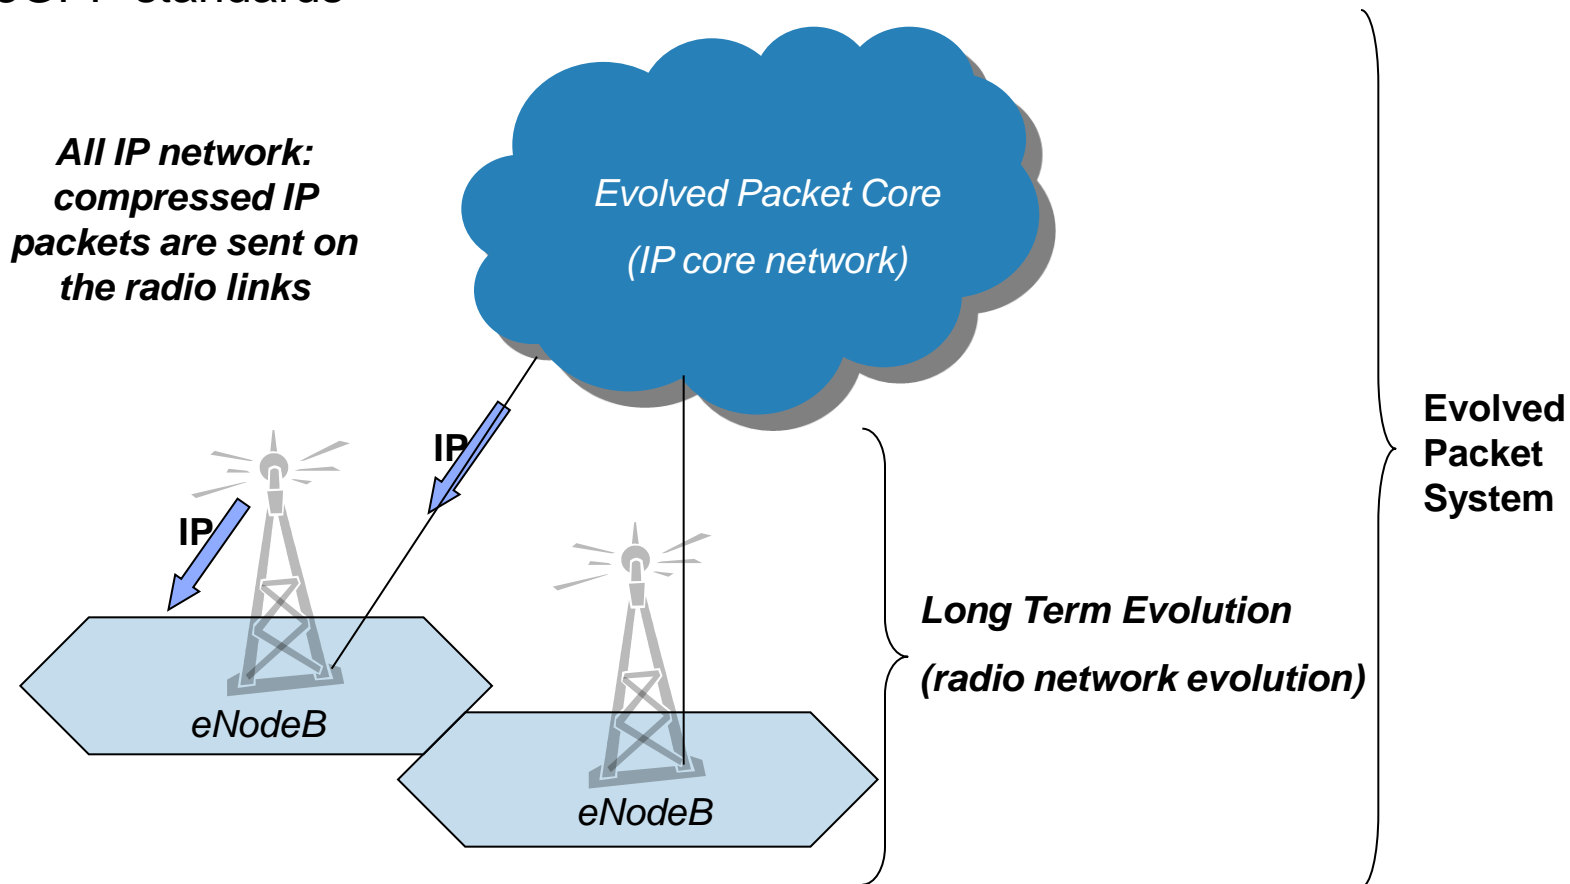 standards
All IP network:
compressed IP
packets are sent on
the radio links
Evolved Packet Core
(IP core network)
IP
IP
Evolved
Packet
System
Long Term Evolution
(radio network evolution)
eNodeB
eNodeB